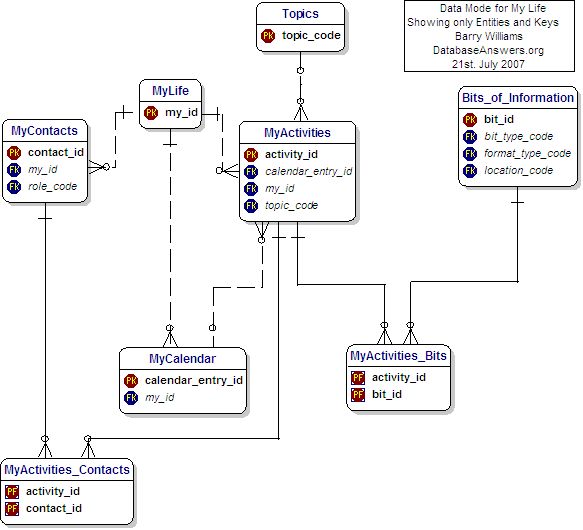 Data Mode for My Life
Showing only Entities and Keys
Barry Williams
DatabaseAnswers.org
21st. July 2007
Topics
PK topic_code
MyLife
PK my_id
Bits_of_Information
PK bit_id
FK bit_type_code
FK format_type_code
FK location_code
MyContacts
PK contact_id
FK my_id
FK role_code
MyActivities
PK activity_id
FK calendar_entry_id
FK my_id
FK topic_code
MyCalendar
PK calendar_entry_id
FK my_id
MyActivities_Bits
PF activity_id
PF bit_id
MyActivities_Contacts
PF activity_id
PF contact_id